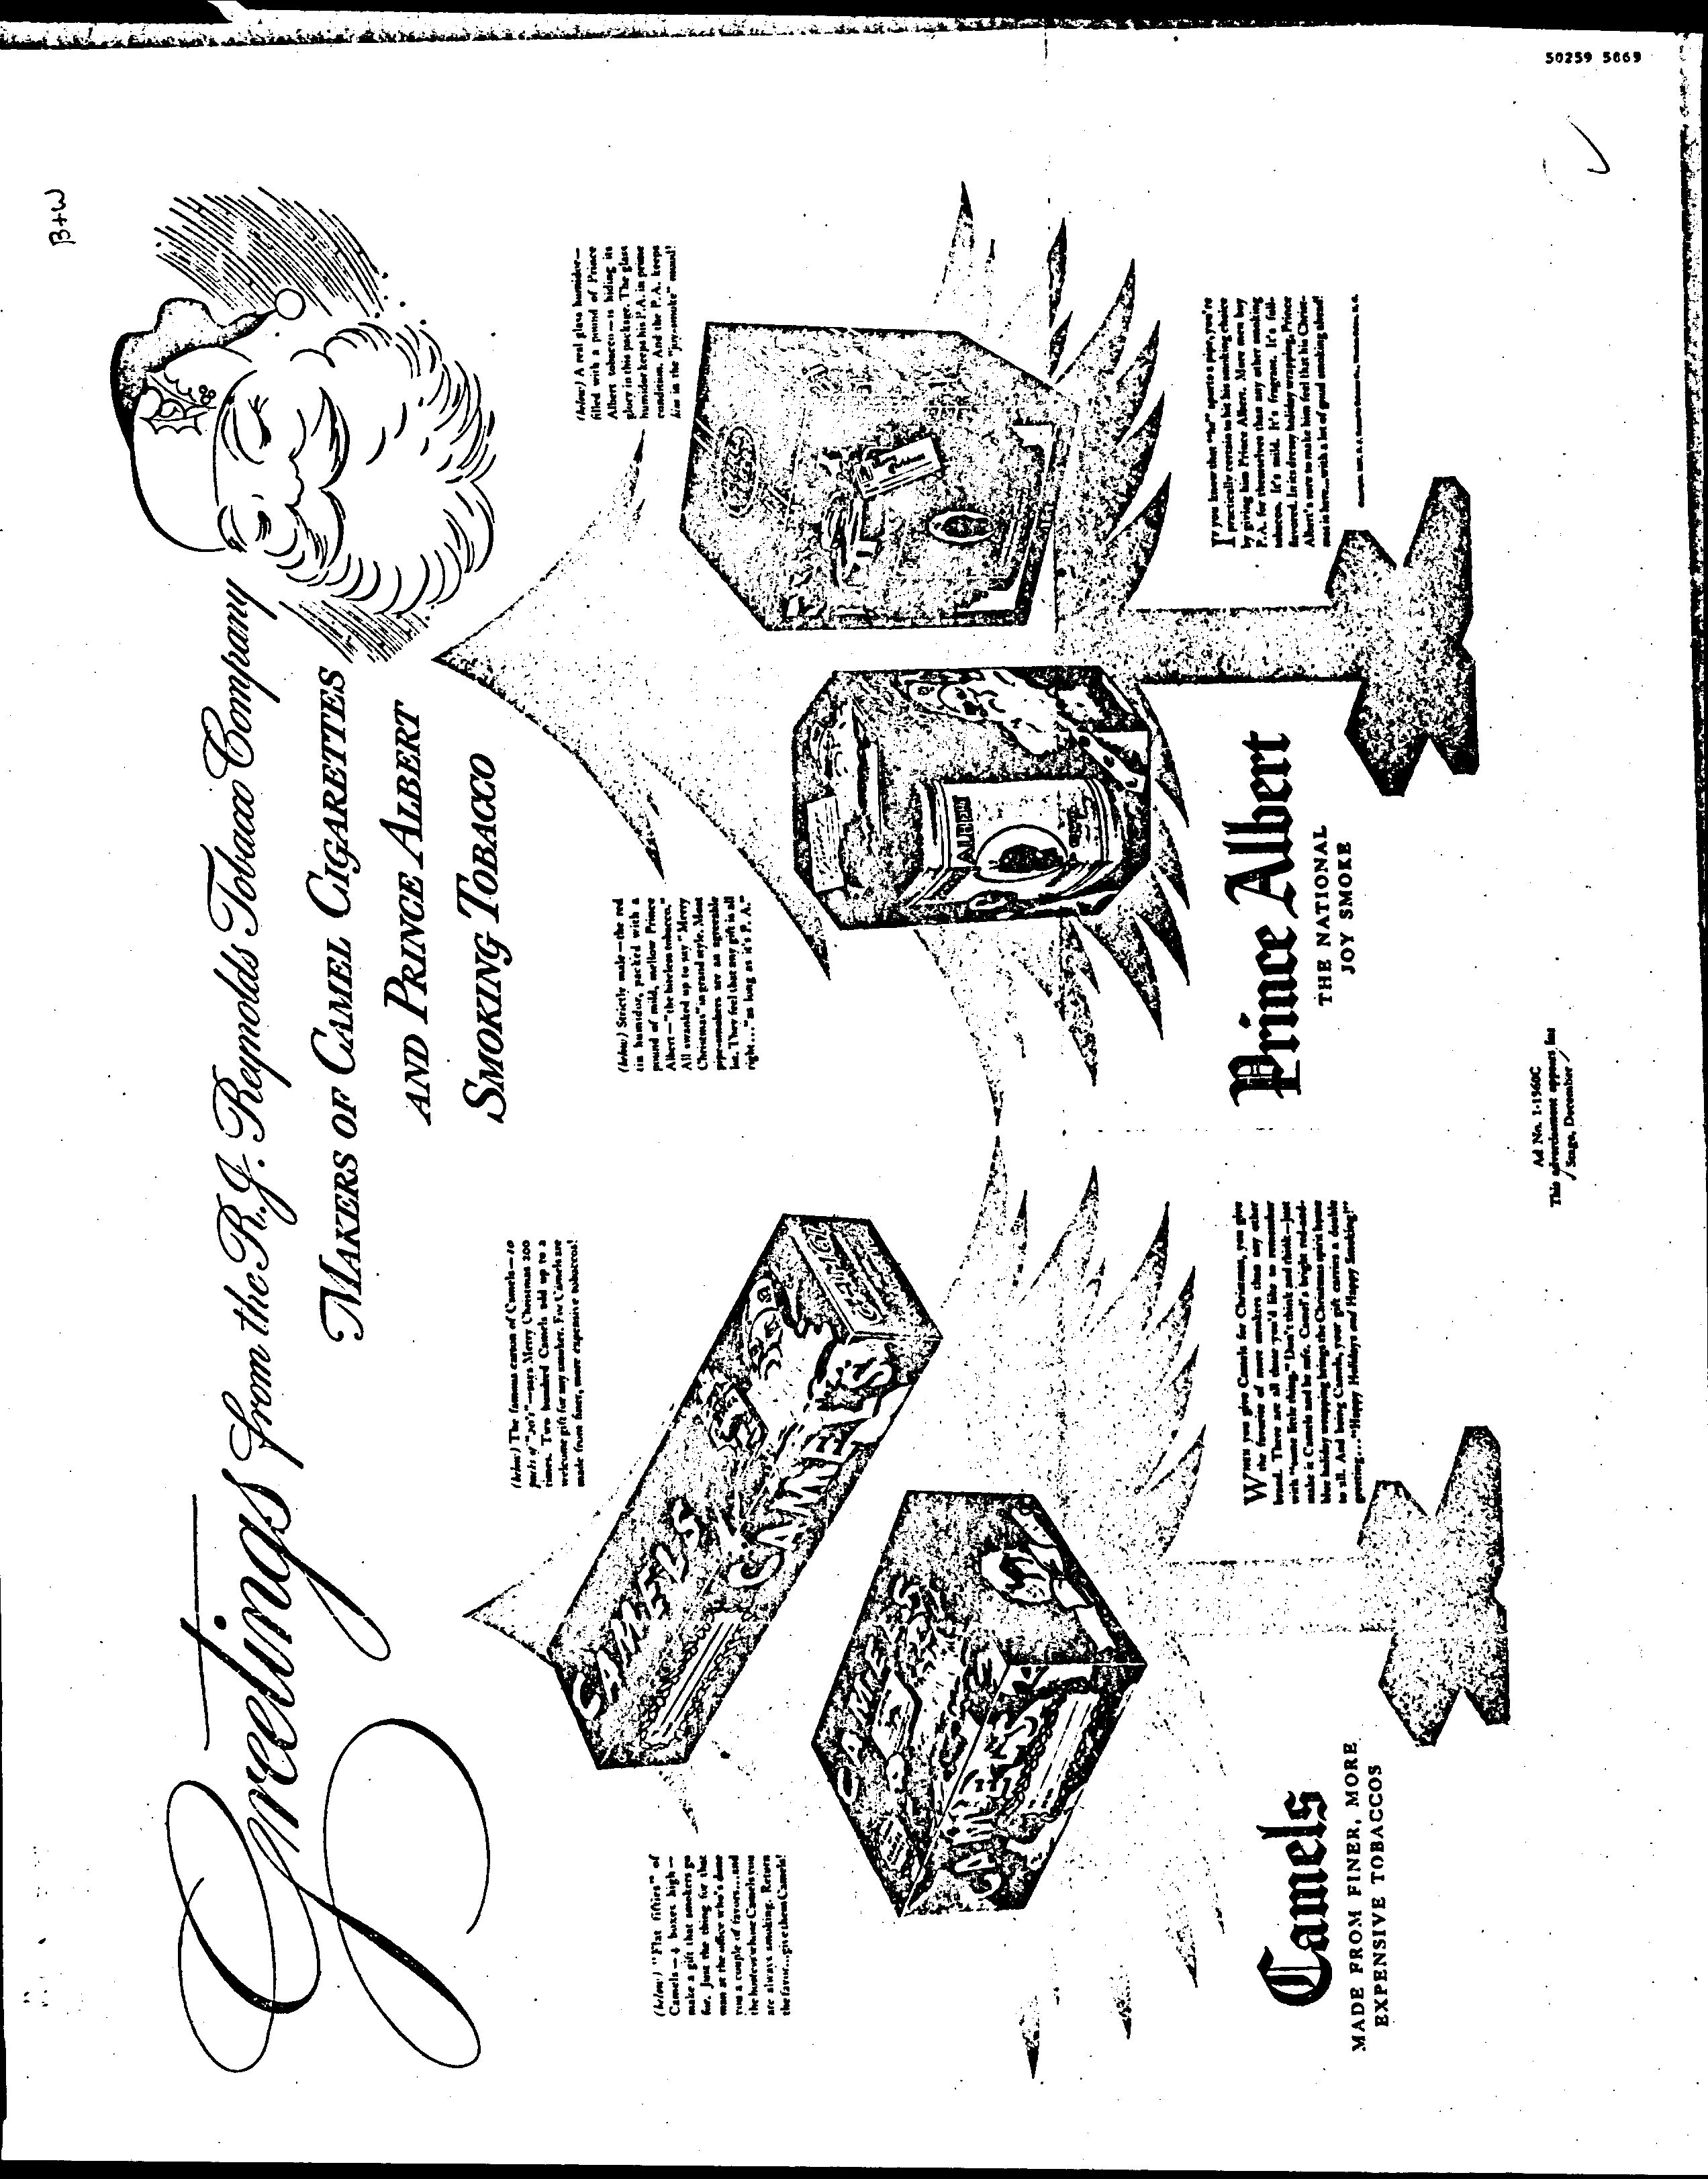 50259 5869
B+W
Greetings from the R. J. Reynolds Tobacco Company
MAKERS OF CAMEL CIGARETTES
AND PRINCE ALBERT
SMOKING TOBACCO
(below) "Flat fifties" of
Camels—4 boxes high—
make a gift that smokers go
for. Just the thing for that
man at the office who's done
you a couple of favors...and
the hostess whose Camels you
are always smoking. Return
the favor...give them Camels!
(below) The famous carton of Camels—10
packs of "20's"—says Merry Christmas 200
times. Two hundred Camels add up to a
welcome gift for any smoker. For Camels are
made from finer, more expensive tobaccos!
(below) Strictly male—the red
tin humidor, packed with a
pound of mild, mellow Prince
Albert—"the biteless tobacco."
All swanked up to say "Merry
Christmas" in grand style. Most
pipe-smokers are an agreeable
lot. They feel that any gift is all
right..."as long as it's P. A."
(below) A real glass humidor—
filled with a pound of Prince
Albert tobacco—is hiding its
glory in this package. The glass
humidor keeps his P.A. in prime
condition. And the P.A. keeps
him in the "joy-smoke" mood!
CAMELS
CAMELS
CAMELS
CAMELS
ALBERT
Camels
MADE FROM FINER, MORE
EXPENSIVE TOBACCOS
WHEN you give Camels for Christmas, you give
the favorite of more smokers than any other
brand. There are all those you'd like to remember
with "some little thing." Don't think and think—just
make it Camels and be safe. Camel's bright red-and-
blue holiday wrapping brings the Christmas spirit home
to all. And being Camels, your gift carries a double
greeting..."Happy Holidays and Happy Smoking!"
Prince Albert
THE NATIONAL
JOY SMOKE
IF you know that "he" sports a pipe, you're
practically certain to hit his smoking choice
by giving him Prince Albert. More men buy
P.A. for themselves than any other smoking
tobacco. It's mild. It's fragrant. It's full-
flavored. In its dressy holiday wrapping, Prince
Albert's sure to make him feel that his Christ-
mas is here...with a lot of good smoking ahead!
Ad No. 1-1560C
This advertisement appears in:
Stage, December